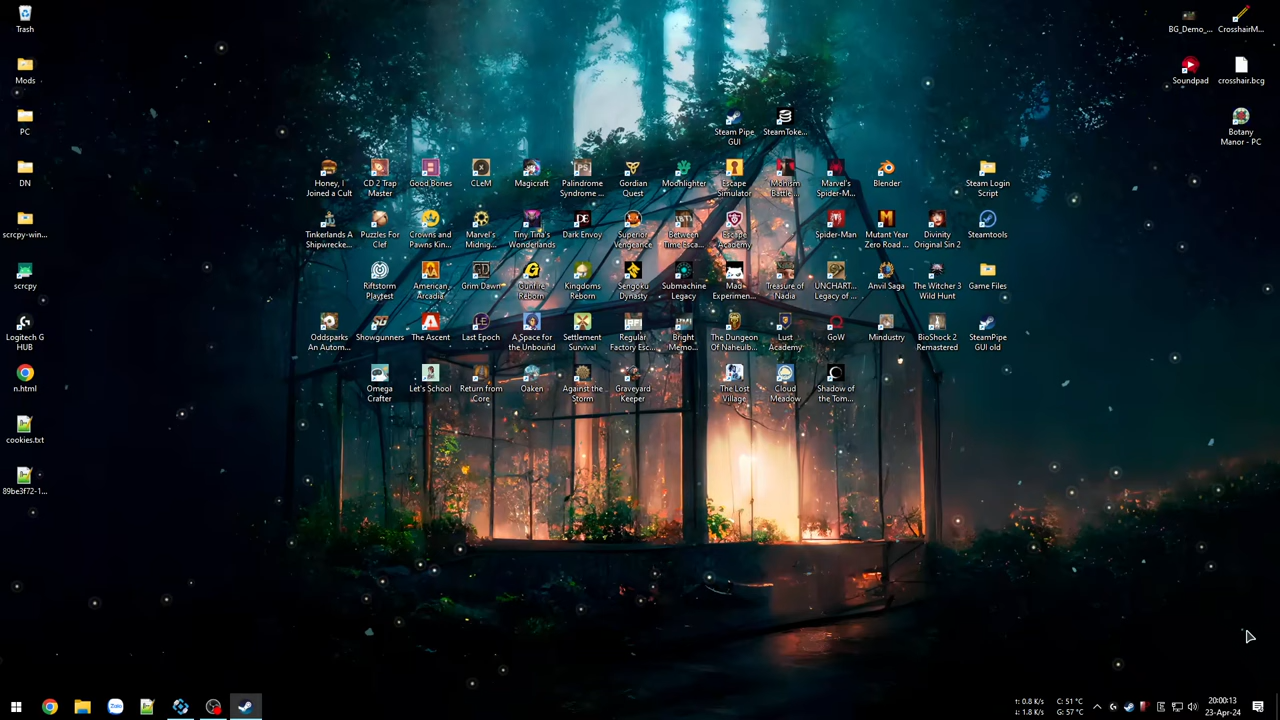 Trash
BG_Demo_...
CrosshairM...
Mods
Soundpad
crosshair.bcg
PC
Steam Pipe
GUI
SteamToke...
Botany
Manor - PC
DN
Honey, I
Joined a Cult
CD 2 Trap
Master
Good Bones
CLeM
Magicraft
Palindrome
Syndrome ...
Gordian
Quest
Moonlighter
Escape
Simulator
Mohism
Battle ...
Marvel's
Spider-M...
Blender
Steam Login
Script
scrcpy-win...
Tinkerlands A
Shipwrecke...
Puzzles For
Clef
Crowns and
Pawns Kin...
Marvel's
Midnig...
Tiny Tina's
Wonderlands
Dark Envoy
Superior
Vengeance
Between
Time Esca...
Escape
Academy
Spider-Man
Mutant Year
Zero Road ...
Divinity
Original Sin 2
Steamtools
scrcpy
Riftstorm
Playtest
American
Arcadia
Grim Dawn
Gunfire
Reborn
Kingdoms
Reborn
Sengoku
Dynasty
Submachine
Legacy
Mad
Experimen...
Treasure of
Nadia
UNCHART...
Legacy of ...
Anvil Saga
The Witcher 3
Wild Hunt
Game Files
Logitech G
HUB
Oddsparks
An Autom...
Showgunners
The Ascent
Last Epoch
A Space for
the Unbound
Settlement
Survival
Regular
Factory Esc...
Bright
Memo...
The Dungeon
Of Naheulb...
Lust
Academy
GoW
Mindustry
BioShock 2
Remastered
SteamPipe
GUI old
n.html
Omega
Crafter
Let's School
Return from
Core
Oaken
Against the
Storm
Graveyard
Keeper
The Lost
Village
Cloud
Meadow
Shadow of
the Tom...
cookies.txt
89be3f72-1...
Zalo
↑: 0.8 K/s
↓: 1.8 K/s
C: 51 °C
G: 57 °C
20:00:13
23-Apr-24